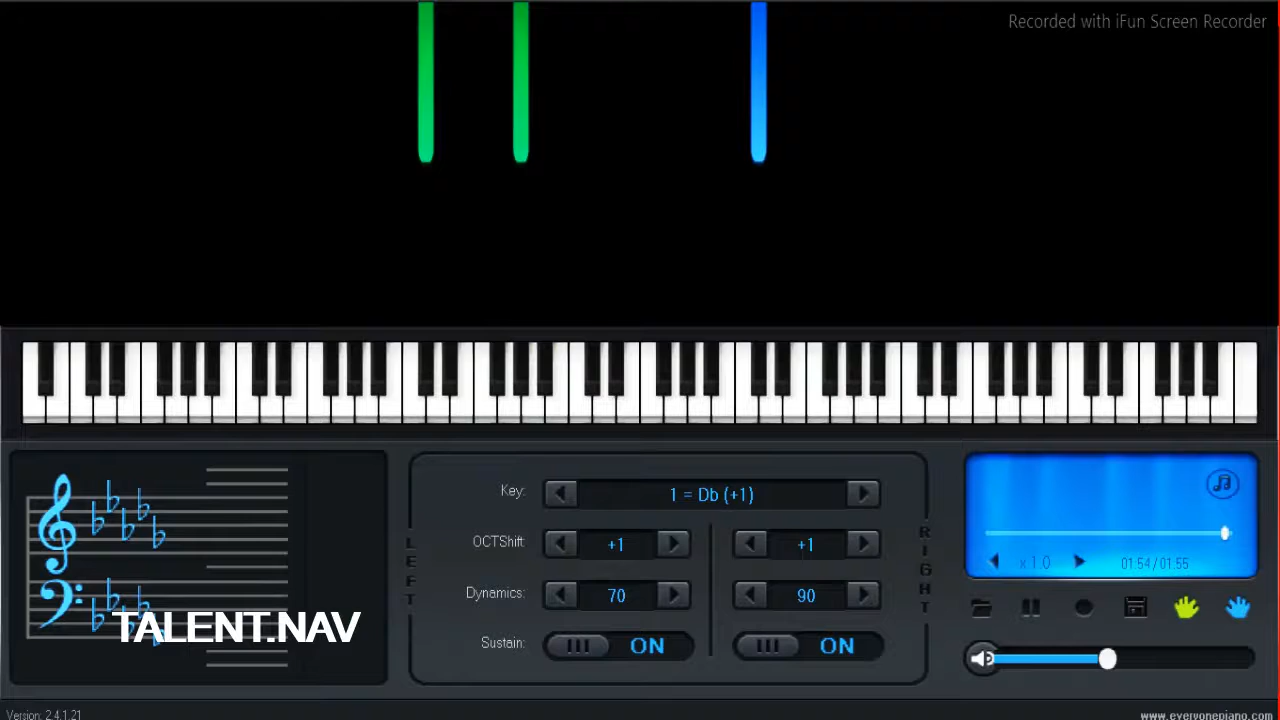 Recorded with iFun Screen Recorder
Key:
1 = Db (+1)
OCTShift:
+1
+1
Dynamics:
70
90
Sustain:
ON
ON
LEFT
RIGHT
x 1.0
01:54 / 01:55
TALENT.NAV
Version: 2.4.1.21
www.everyonepiano.com